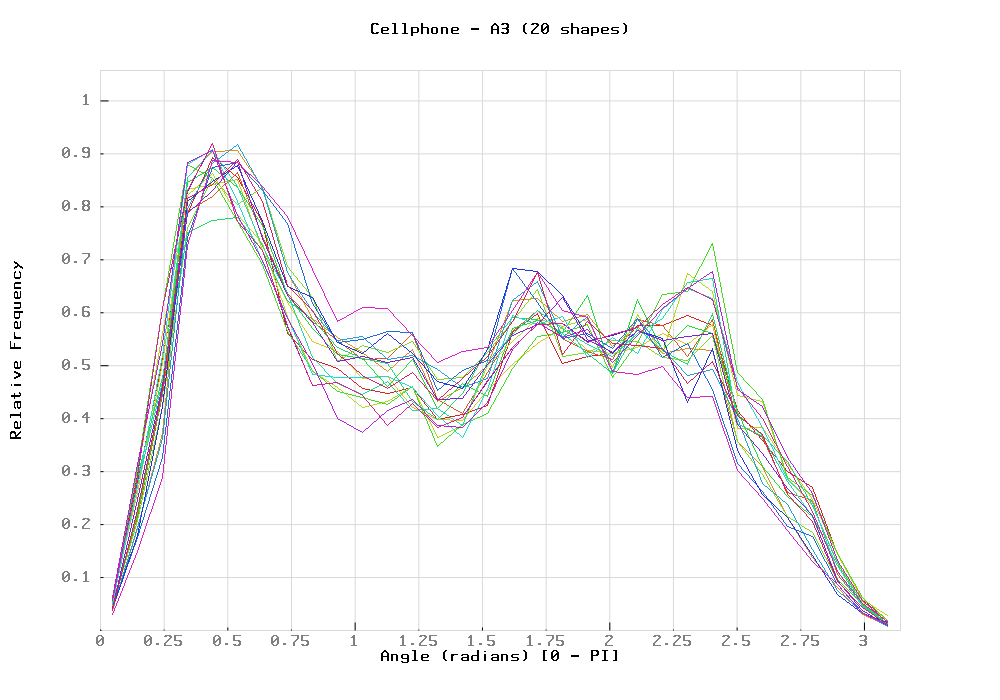 Cellphone - A3 (20 shapes)
Relative Frequency
1
0.9
0.8
0.7
0.6
0.5
0.4
0.3
0.2
0.1
0 0.25 0.5 0.75 1 1.25 1.5 1.75 2 2.25 2.5 2.75 3
Angle (radians) [0 - PI]